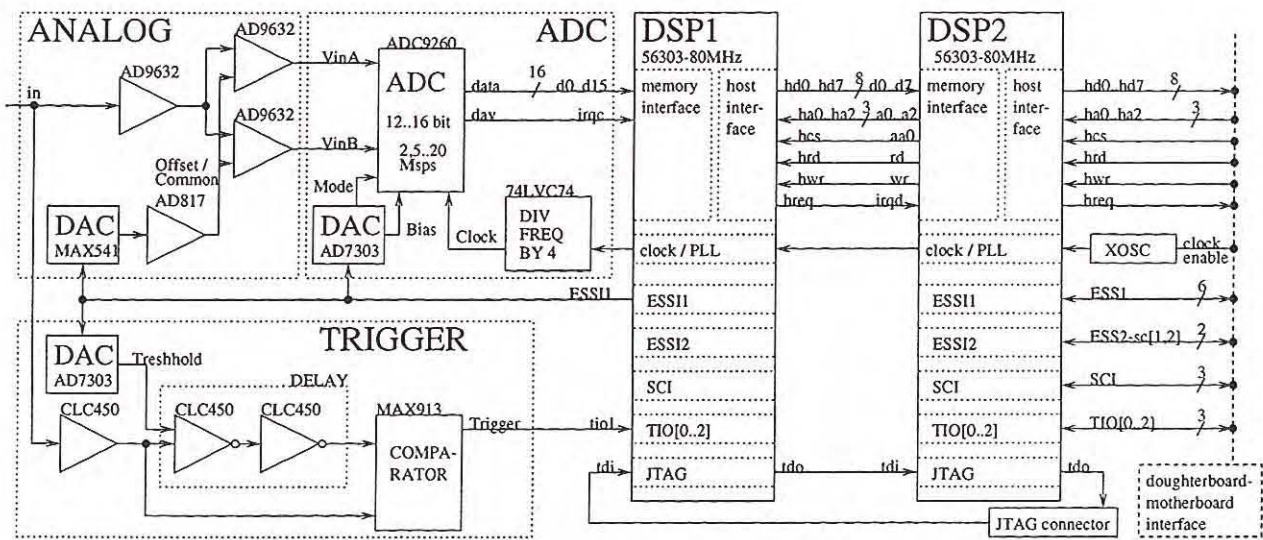 ANALOG
AD9632
in
AD9632
AD9632
Offset /
Common
AD817
DAC
MAX541
VinA
VinB
ADC
ADC9260
ADC
12..16 bit
2,5..20
Msps
Mode
DAC
AD7303
Bias
Clock
74LVC74
DIV
FREQ
BY 4
data
16
d0..d15
dav
irqc
ESSI1
DSP1
56303-80MHz
memory
interface
host
inter-
face
clock / PLL
ESSI1
ESSI2
SCI
TIO[0..2]
JTAG
hd0..hd7
8
d0..d7
ha0..ha2
3
a0..a2
hcs
aa0
hrd
rd
hwr
wr
hreq
irqd
DSP2
56303-80MHz
memory
interface
host
inter-
face
clock / PLL
ESSI1
ESSI2
SCI
TIO[0..2]
JTAG
hd0..hd7
8
ha0..ha2
3
hcs
hrd
hwr
hreq
XOSC
clock
enable
ESS1
6
ESS2-sc[1,2]
2
SCI
3
TIO[0..2]
3
TRIGGER
DAC
AD7303
Treshhold
DELAY
CLC450
CLC450
CLC450
MAX913
COMPA-
RATOR
Trigger
tio1
tdi
tdo
tdi
tdo
JTAG connector
doughterboard-
motherboard
interface